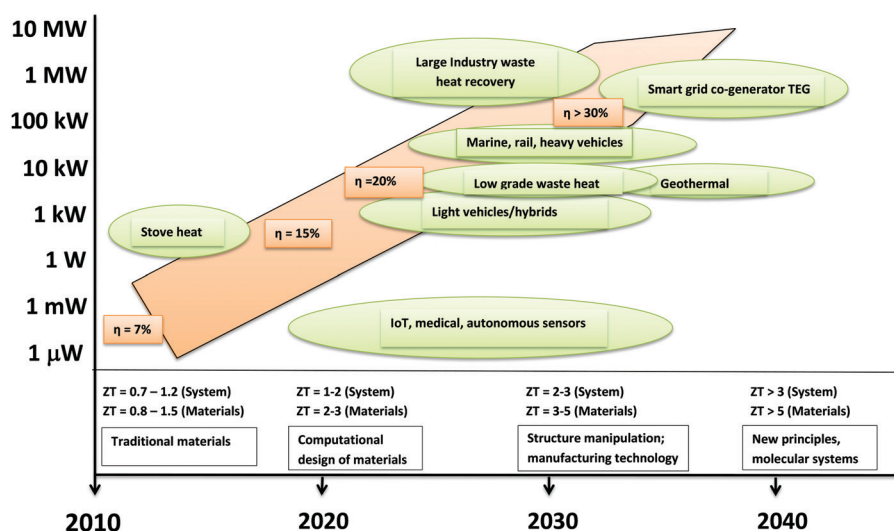 10 MW
1 MW
100 kW
10 kW
1 kW
1 W
1 mW
1 μW
Large Industry waste
heat recovery
Smart grid co-generator TEG
η > 30%
Marine, rail, heavy vehicles
η =20%
Low grade waste heat
Geothermal
Light vehicles/hybrids
Stove heat
η = 15%
IoT, medical, autonomous sensors
η = 7%
ZT = 0.7 – 1.2 (System)
ZT = 0.8 – 1.5 (Materials)
Traditional materials
ZT = 1-2 (System)
ZT = 2-3 (Materials)
Computational
design of materials
ZT = 2-3 (System)
ZT = 3-5 (Materials)
Structure manipulation;
manufacturing technology
ZT > 3 (System)
ZT > 5 (Materials)
New principles,
molecular systems
2010
2020
2030
2040